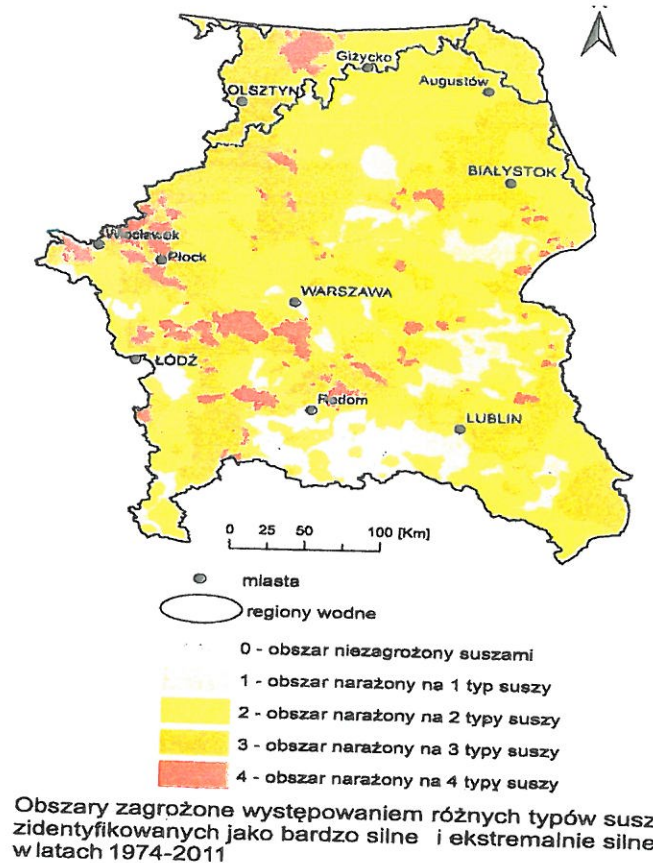 Giżycko
OLSZTYN
Augustów
BIAŁYSTOK
Włocławek
Płock
WARSZAWA
ŁÓDŹ
Radom
LUBLIN
0 25 50 100 [Km]
miasta
regiony wodne
0 - obszar niezagrożony suszami
1 - obszar narażony na 1 typ suszy
2 - obszar narażony na 2 typy suszy
3 - obszar narażony na 3 typy suszy
4 - obszar narażony na 4 typy suszy
Obszary zagrożone występowaniem różnych typów susz
zidentyfikowanych jako bardzo silne i ekstremalnie silne
w latach 1974-2011